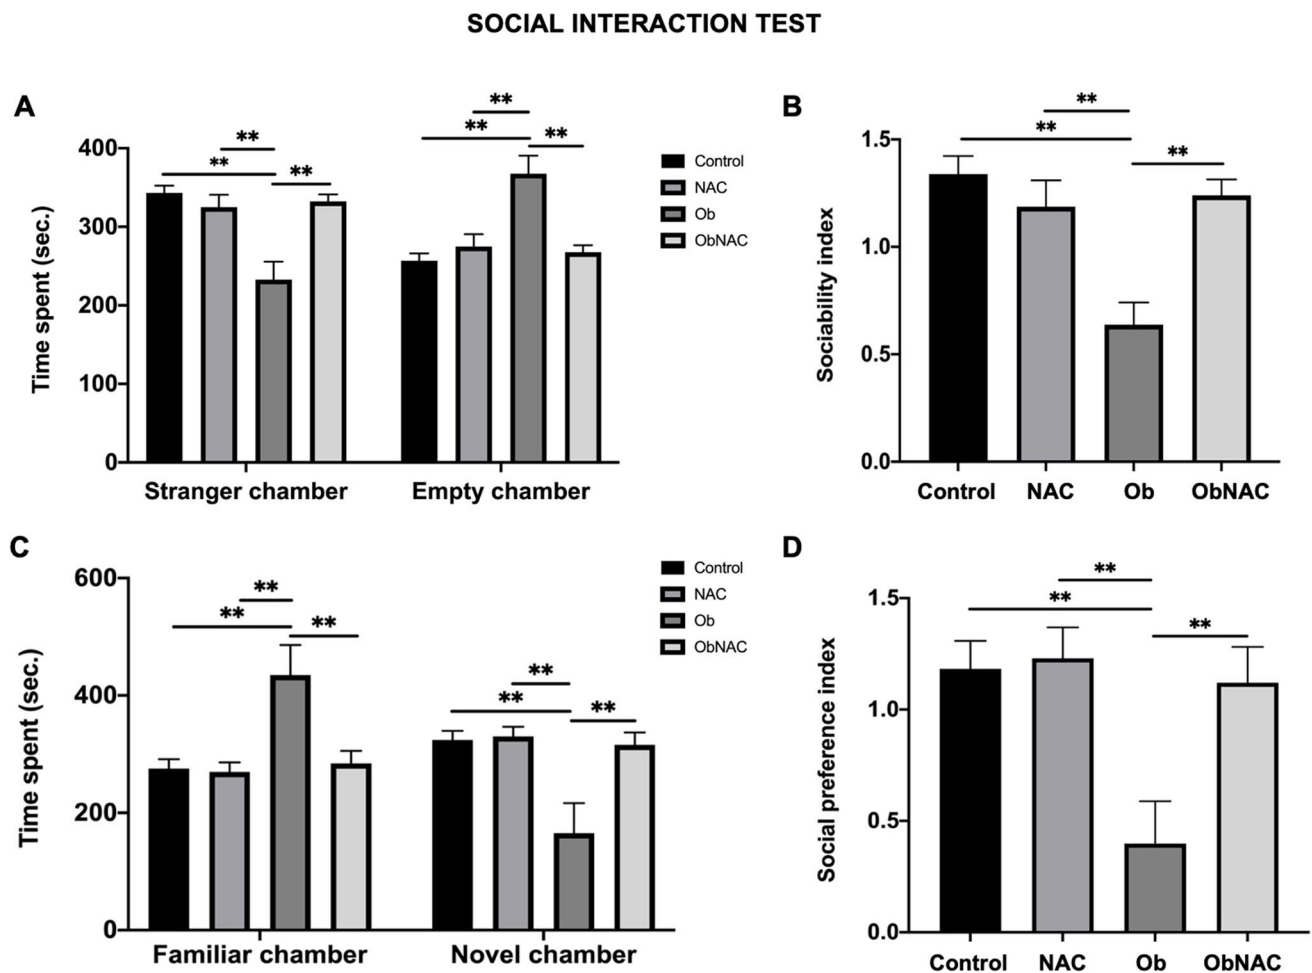 SOCIAL INTERACTION TEST
A
**
**
**
**
**
**
400
300
200
100
0
Time spent (sec.)
Stranger chamber
Empty chamber
Control
NAC
Ob
ObNAC
B
**
**
**
1.5
1.0
0.5
0.0
Sociability index
Control
NAC
Ob
ObNAC
C
**
**
**
**
**
**
600
400
200
0
Time spent (sec.)
Familiar chamber
Novel chamber
Control
NAC
Ob
ObNAC
D
**
**
**
1.5
1.0
0.5
0.0
Social preference index
Control
NAC
Ob
ObNAC